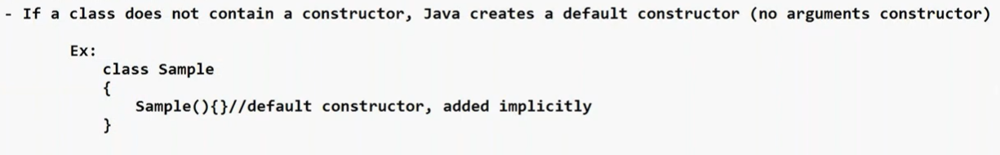 - If a class does not contain a constructor, Java creates a default constructor (no arguments constructor)
Ex:
class Sample
{
Sample(){}//default constructor, added implicitly
}